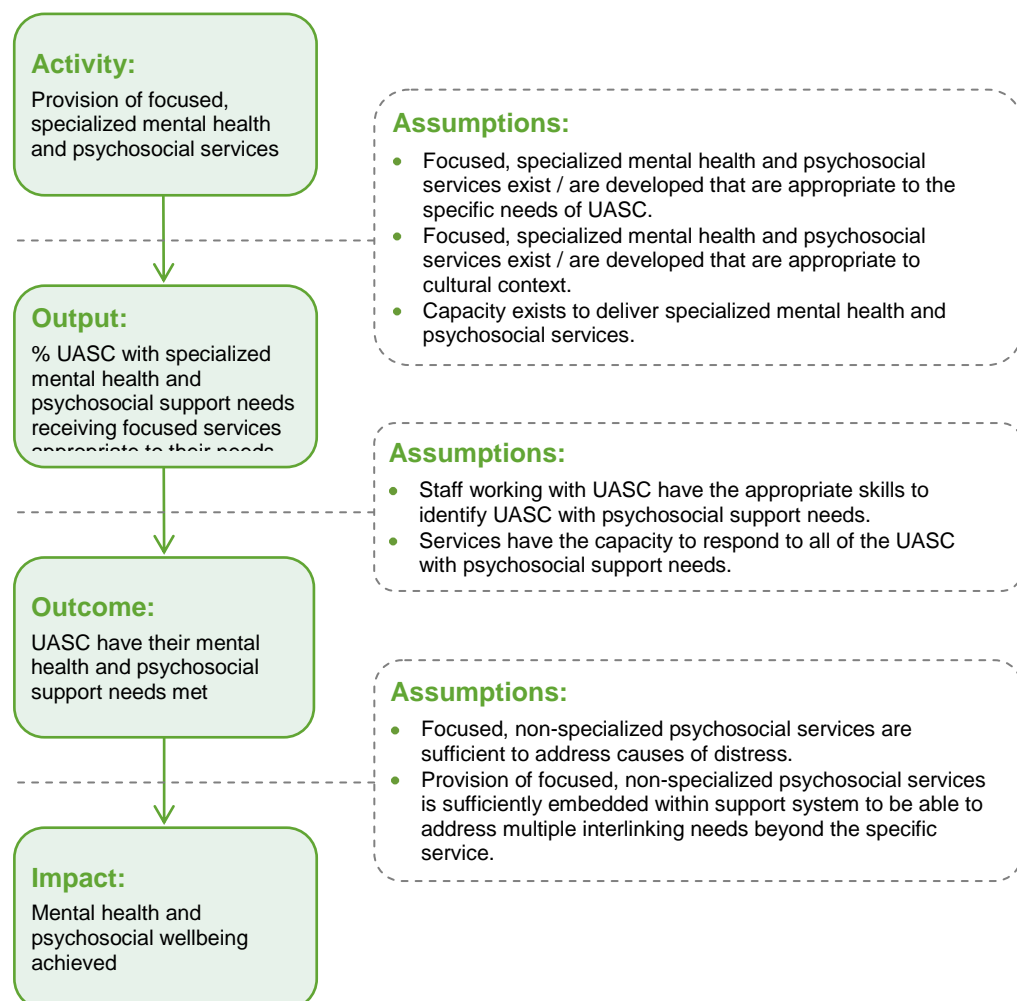 Activity:
Provision of focused,
specialized mental health
and psychosocial services
Assumptions:
• Focused, specialized mental health and psychosocial
services exist / are developed that are appropriate to the
specific needs of UASC.
• Focused, specialized mental health and psychosocial
services exist / are developed that are appropriate to
cultural context.
• Capacity exists to deliver specialized mental health and
psychosocial services.
Output:
% UASC with specialized
mental health and
psychosocial support needs
receiving focused services
appropriate to their needs
Assumptions:
• Staff working with UASC have the appropriate skills to
identify UASC with psychosocial support needs.
• Services have the capacity to respond to all of the UASC
with psychosocial support needs.
Outcome:
UASC have their mental
health and psychosocial
support needs met
Assumptions:
• Focused, non-specialized psychosocial services are
sufficient to address causes of distress.
• Provision of focused, non-specialized psychosocial services
is sufficiently embedded within support system to be able to
address multiple interlinking needs beyond the specific
service.
Impact:
Mental health and
psychosocial wellbeing
achieved